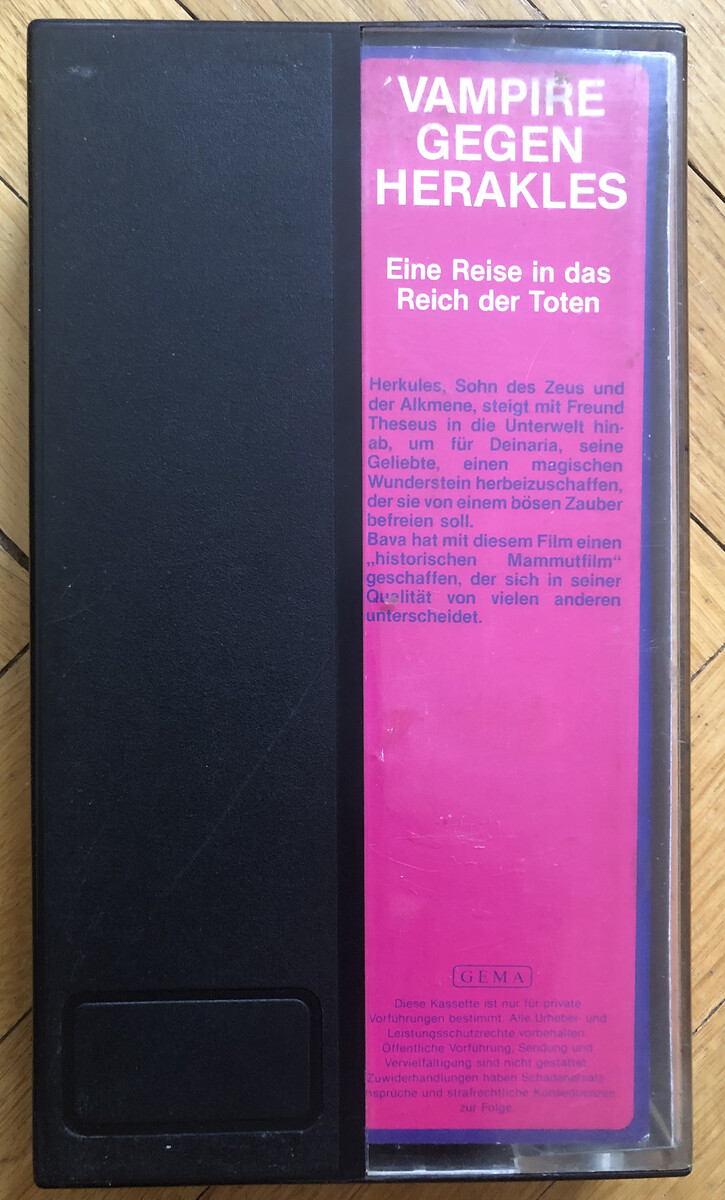 VAMPIRE
GEGEN
HERAKLES
Eine Reise in das
Reich der Toten
Herkules, Sohn des Zeus und
der Alkmene, steigt mit Freund
Theseus in die Unterwelt hin-
ab, um für Deinaria, seine
Geliebte, einen magischen
Wunderstein herbeizuschaffen,
der sie von einem bösen Zauber
befreien soll.
Bava hat mit diesem Film einen
„historischen Mammutfilm“
geschaffen, der sich in seiner
Qualität von vielen anderen
unterscheidet.
GEMA
Diese Kassette ist nur für private
Vorführungen bestimmt. Alle Urheber- und
Leistungsschutzrechte vorbehalten.
Öffentliche Vorführung, Sendung und
Vervielfältigung sind nicht gestattet.
Zuwiderhandlungen haben Schadenersatz-
nsprüche und strafrechtliche Konsequenzen
zur Folge.